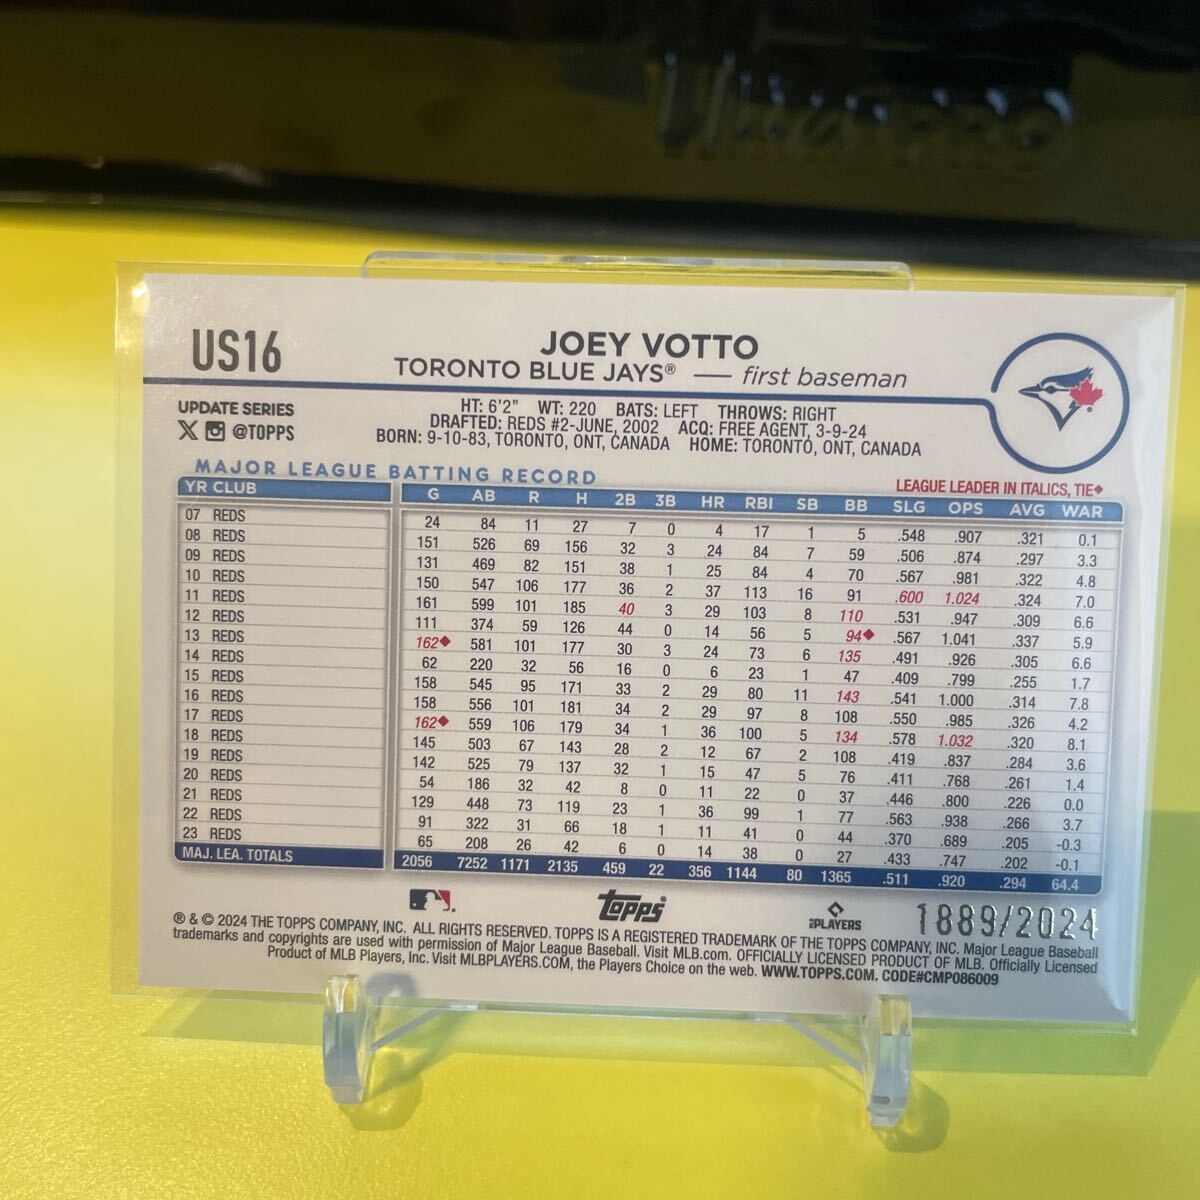 US16
JOEY VOTTO
TORONTO BLUE JAYS® — first baseman
UPDATE SERIES
@TOPPS
HT: 6'2" WT: 220 BATS: LEFT THROWS: RIGHT
DRAFTED: REDS #2-JUNE, 2002 ACQ: FREE AGENT, 3-9-24
BORN: 9-10-83, TORONTO, ONT, CANADA HOME: TORONTO, ONT, CANADA
MAJOR LEAGUE BATTING RECORD
LEAGUE LEADER IN ITALICS, TIE◆
YR CLUB G AB R H 2B 3B HR RBI SB BB SLG OPS AVG WAR
07 REDS 24 84 11 27 7 0 4 17 1 5 .548 .907 .321 0.1
08 REDS 151 526 69 156 32 3 24 84 7 59 .506 .874 .297 3.3
09 REDS 131 469 82 151 38 1 25 84 4 70 .567 .981 .322 4.8
10 REDS 150 547 106 177 36 2 37 113 16 91 .600 1.024 .324 7.0
11 REDS 161 599 101 185 40 3 29 103 8 110 .531 .947 .309 6.6
12 REDS 111 374 59 126 44 0 14 56 5 94◆ .567 1.041 .337 5.9
13 REDS 162◆ 581 101 177 30 3 24 73 6 135 .491 .926 .305 6.6
14 REDS 62 220 32 56 16 0 6 23 1 47 .409 .799 .255 1.7
15 REDS 158 545 95 171 33 2 29 80 11 143 .541 1.000 .314 7.8
16 REDS 158 556 101 181 34 2 29 97 8 108 .550 .985 .326 4.2
17 REDS 162◆ 559 106 179 34 1 36 100 5 134 .578 1.032 .320 8.1
18 REDS 145 503 67 143 28 2 12 67 2 108 .419 .837 .284 3.6
19 REDS 142 525 79 137 32 1 15 47 5 76 .411 .768 .261 1.4
20 REDS 54 186 32 42 8 0 11 22 0 37 .446 .800 .226 0.0
21 REDS 129 448 73 119 23 1 36 99 1 77 .563 .938 .266 3.7
22 REDS 91 322 31 66 18 1 11 41 0 44 .370 .689 .205 -0.3
23 REDS 65 208 26 42 6 0 14 38 0 27 .433 .747 .202 -0.1
MAJ. LEA. TOTALS 2056 7252 1171 2135 459 22 356 1144 80 1365 .511 .920 .294 64.4
Topps
PLAYERS
1889/2024
® & © 2024 THE TOPPS COMPANY, INC. ALL RIGHTS RESERVED. TOPPS IS A REGISTERED TRADEMARK OF THE TOPPS COMPANY, INC. Major League Baseball
trademarks and copyrights are used with permission of Major League Baseball. Visit MLB.com. OFFICIALLY LICENSED PRODUCT OF MLB. Officially Licensed
Product of MLB Players, Inc. Visit MLBPLAYERS.COM, the Players Choice on the web. WWW.TOPPS.COM. CODE#CMP086009